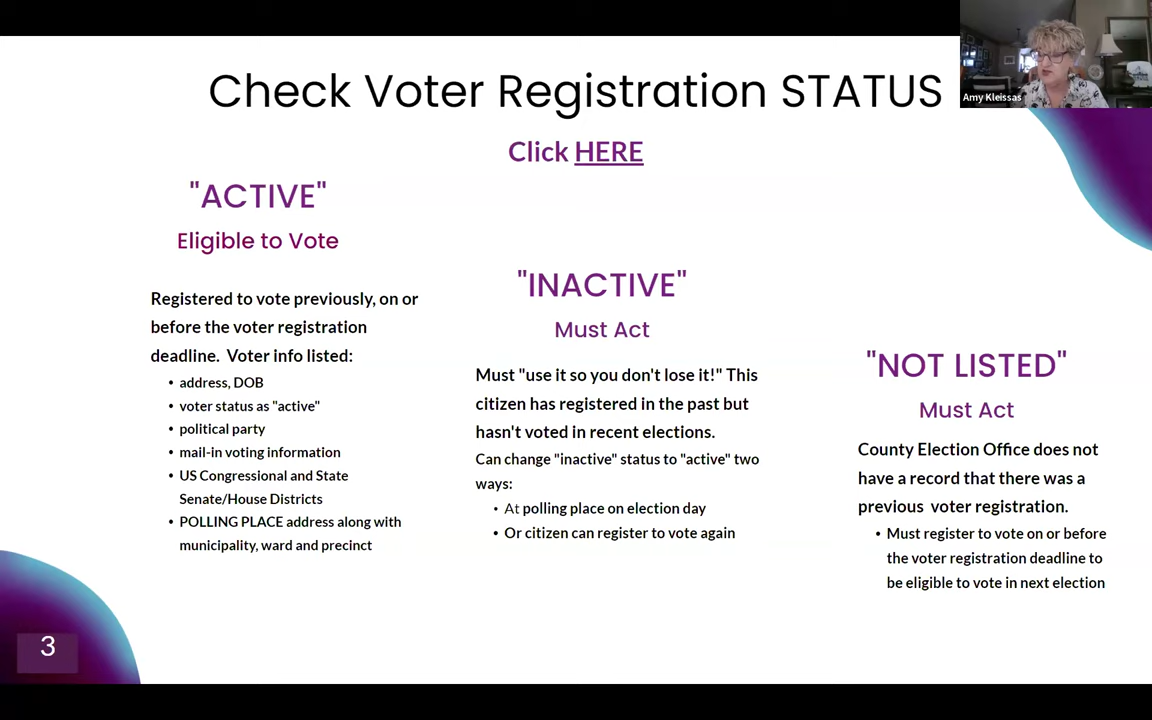 Check Voter Registration STATUS
Amy Kleissas
Click HERE
"ACTIVE"
Eligible to Vote
Registered to vote previously, on or
before the voter registration
deadline. Voter info listed:
• address, DOB
• voter status as "active"
• political party
• mail-in voting information
• US Congressional and State
Senate/House Districts
• POLLING PLACE address along with
municipality, ward and precinct
"INACTIVE"
Must Act
Must "use it so you don't lose it!" This
citizen has registered in the past but
hasn't voted in recent elections.
Can change "inactive" status to "active" two
ways:
• At polling place on election day
• Or citizen can register to vote again
"NOT LISTED"
Must Act
County Election Office does not
have a record that there was a
previous voter registration.
• Must register to vote on or before
the voter registration deadline to
be eligible to vote in next election
3